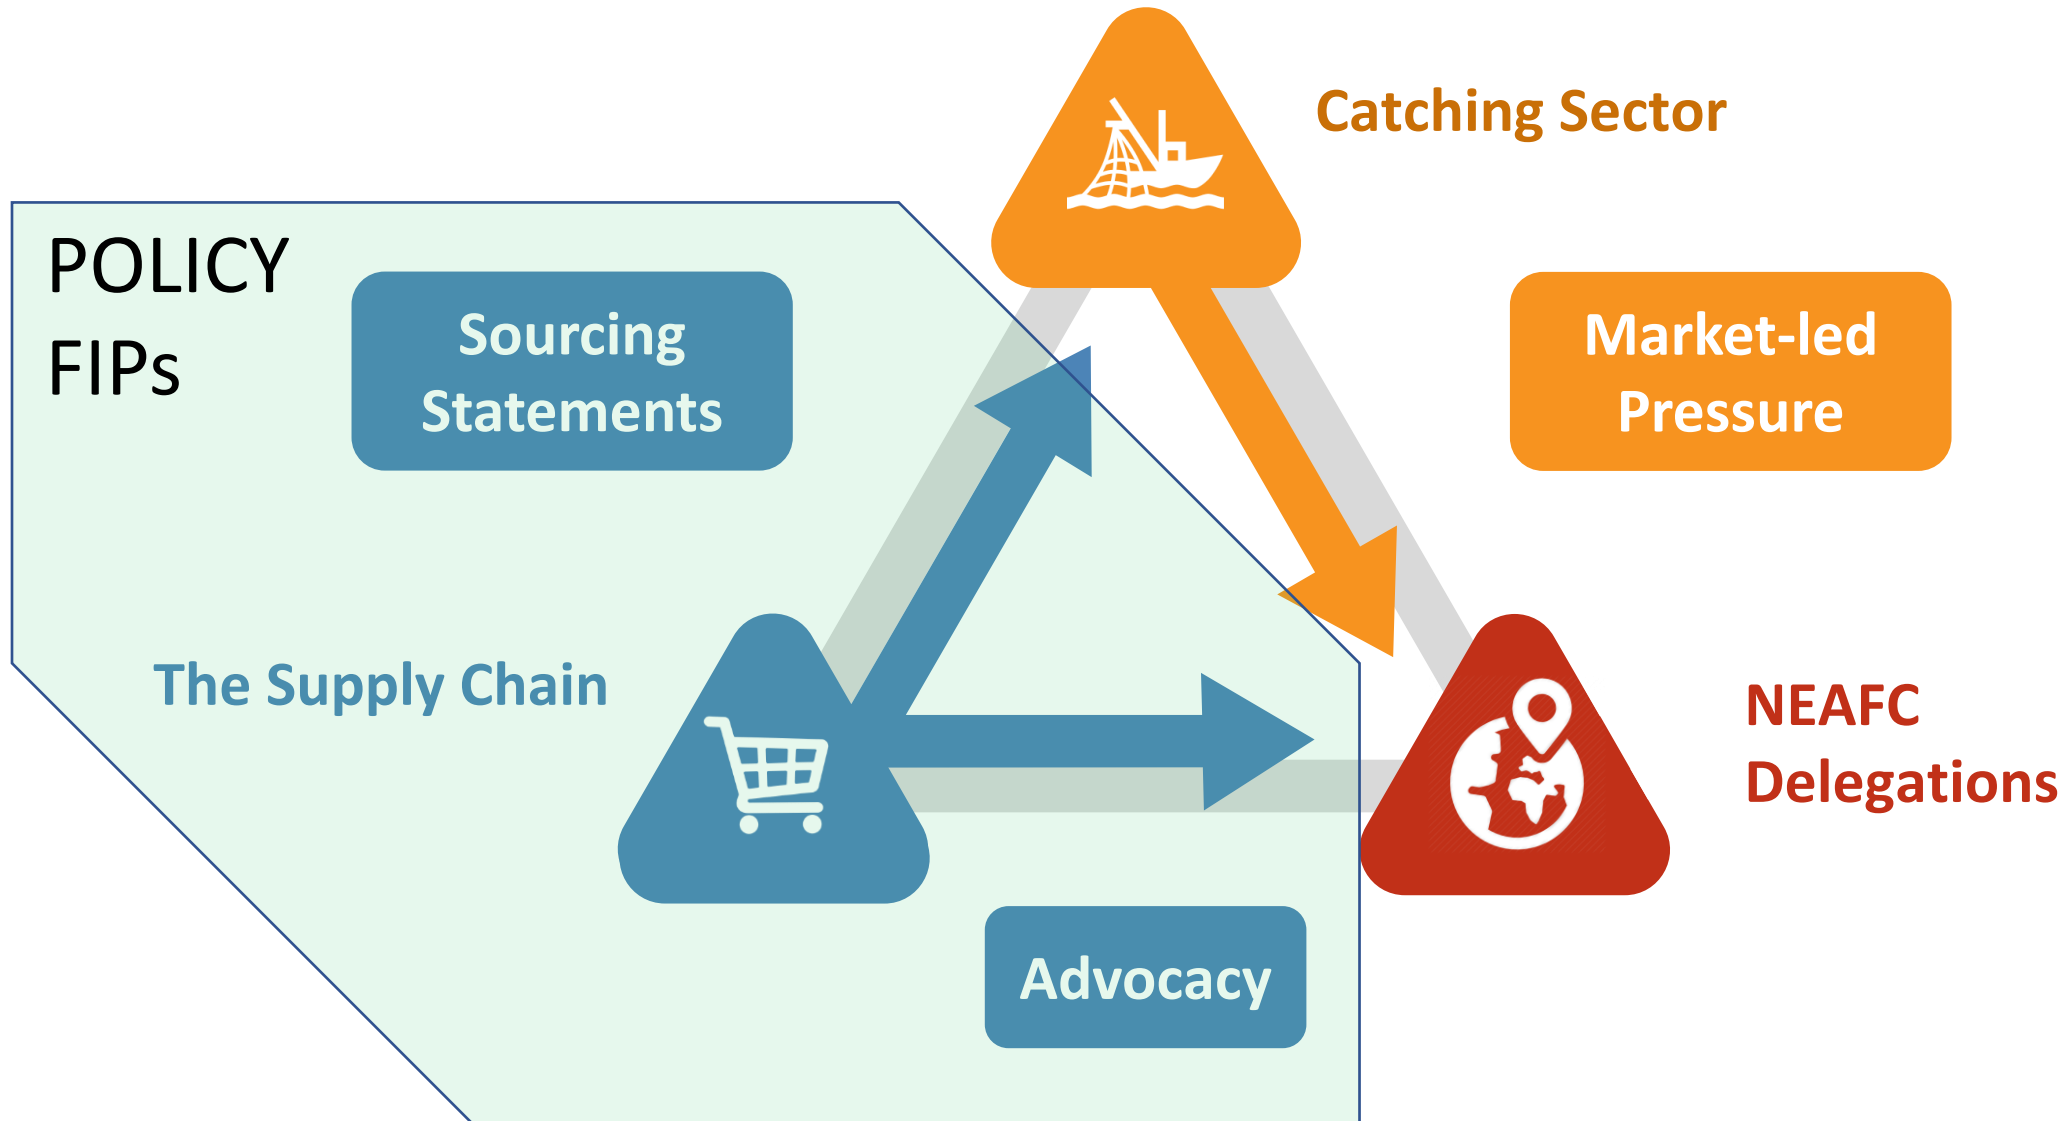 Catching Sector
POLICY
FIPs
Sourcing
Statements
Market-led
Pressure
The Supply Chain
NEAFC
Delegations
Advocacy